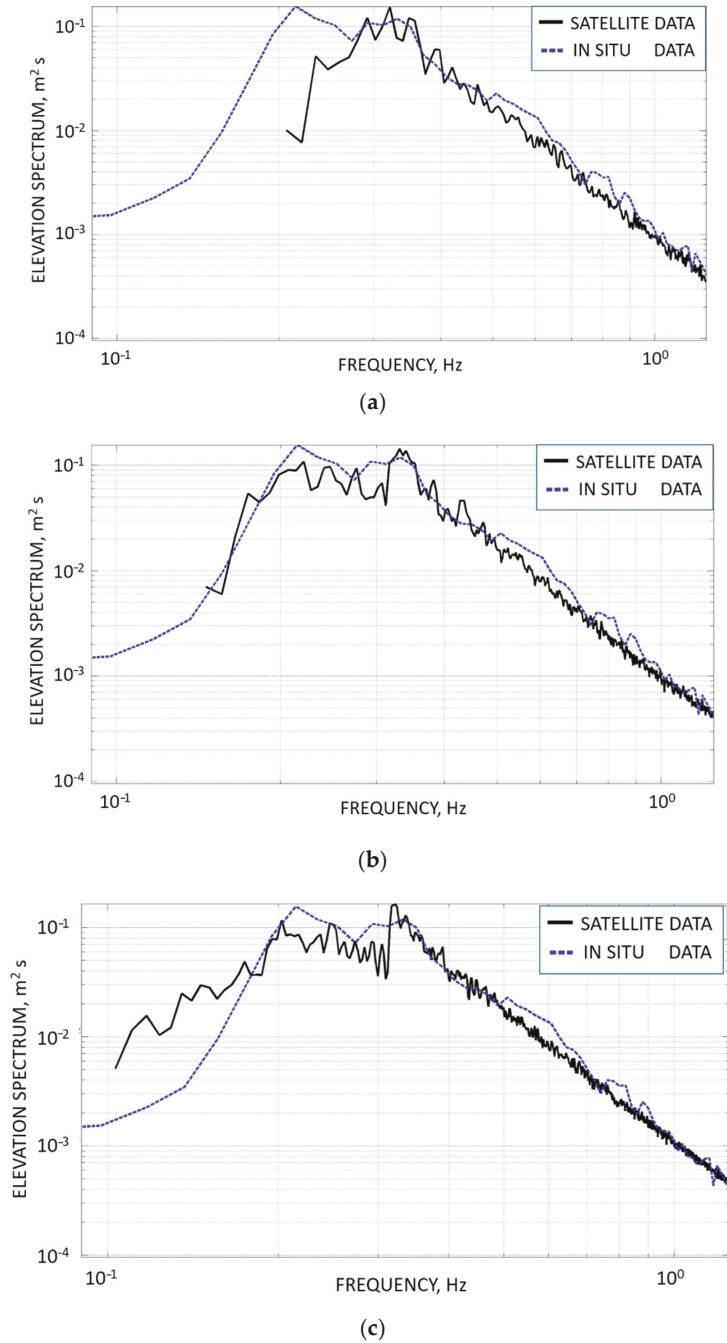 10^-1
10^-2
10^-3
10^-4
ELEVATION SPECTRUM, m² s
SATELLITE DATA
IN SITU DATA
10^-1
10^0
FREQUENCY, Hz
(a)
10^-1
10^-2
10^-3
10^-4
ELEVATION SPECTRUM, m² s
SATELLITE DATA
IN SITU DATA
10^-1
10^0
FREQUENCY, Hz
(b)
10^-1
10^-2
10^-3
10^-4
ELEVATION SPECTRUM, m² s
SATELLITE DATA
IN SITU DATA
10^-1
10^0
FREQUENCY, Hz
(c)